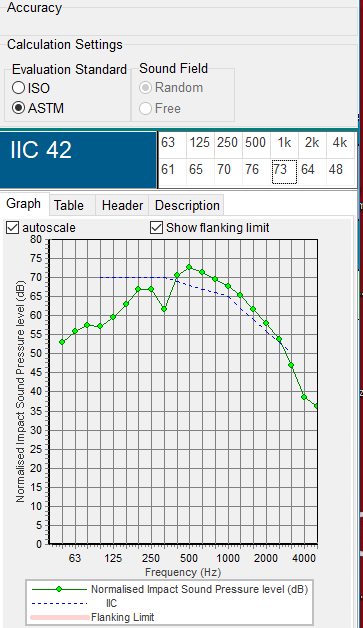 Accuracy
Calculation Settings
Evaluation Standard
Sound Field
ISO
Random
ASTM
Free
IIC 42
63 125 250 500 1k 2k 4k
61 65 70 76 73 64 48
Graph Table Header Description
autoscale Show flanking limit
Normalised Impact Sound Pressure level (dB)
80
75
70
65
60
55
50
45
40
35
30
25
20
15
10
5
0
63 125 250 500 1000 2000 4000
Frequency (Hz)
Normalised Impact Sound Pressure level (dB)
IIC
Flanking Limit